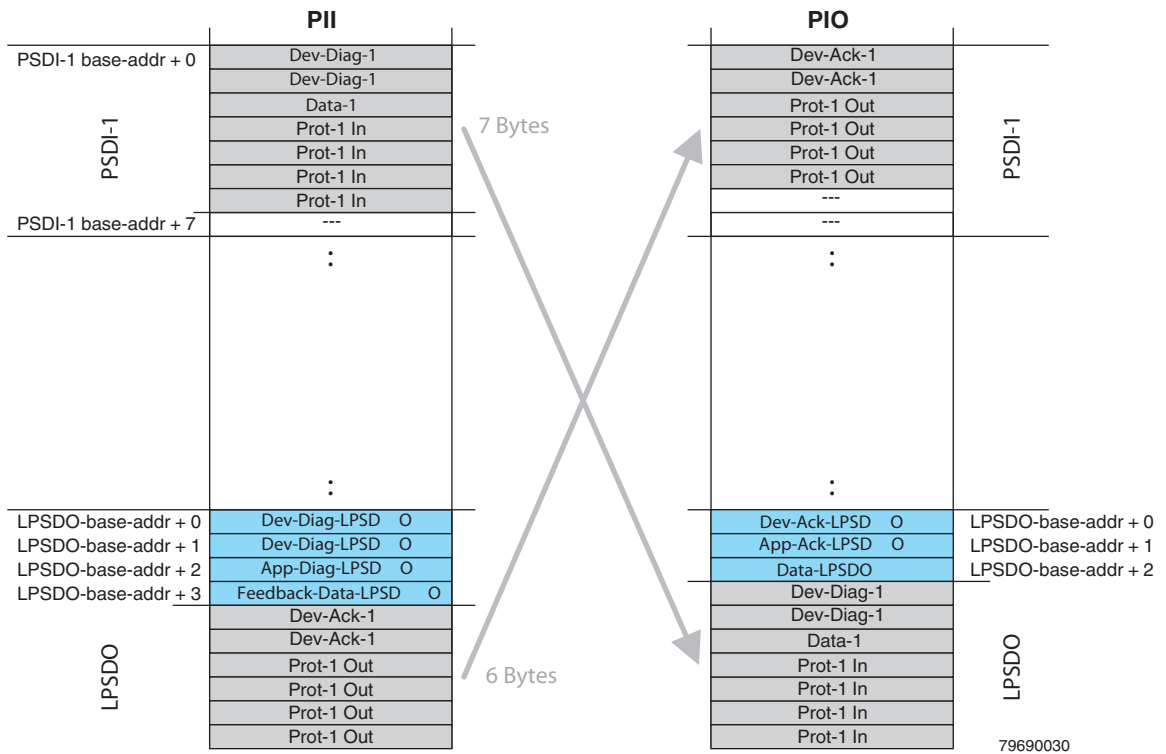 PII PIO
PSDI-1 base-addr + 0 Dev-Diag-1 Dev-Ack-1
Dev-Diag-1 Dev-Ack-1
Data-1 Prot-1 Out
PSDI-1 Prot-1 In 7 Bytes Prot-1 Out PSDI-1
Prot-1 In Prot-1 Out
Prot-1 In Prot-1 Out
Prot-1 In ---
PSDI-1 base-addr + 7 --- ---
: :
: :
LPSDO-base-addr + 0 Dev-Diag-LPSD O Dev-Ack-LPSD O LPSDO-base-addr + 0
LPSDO-base-addr + 1 Dev-Diag-LPSD O App-Ack-LPSD O LPSDO-base-addr + 1
LPSDO-base-addr + 2 App-Diag-LPSD O Data-LPSDO LPSDO-base-addr + 2
LPSDO-base-addr + 3 Feedback-Data-LPSD O Dev-Diag-1
Dev-Ack-1 Dev-Diag-1
Dev-Ack-1 Data-1
LPSDO Prot-1 Out Prot-1 In LPSDO
Prot-1 Out 6 Bytes Prot-1 In
Prot-1 Out Prot-1 In
Prot-1 Out Prot-1 In
79690030